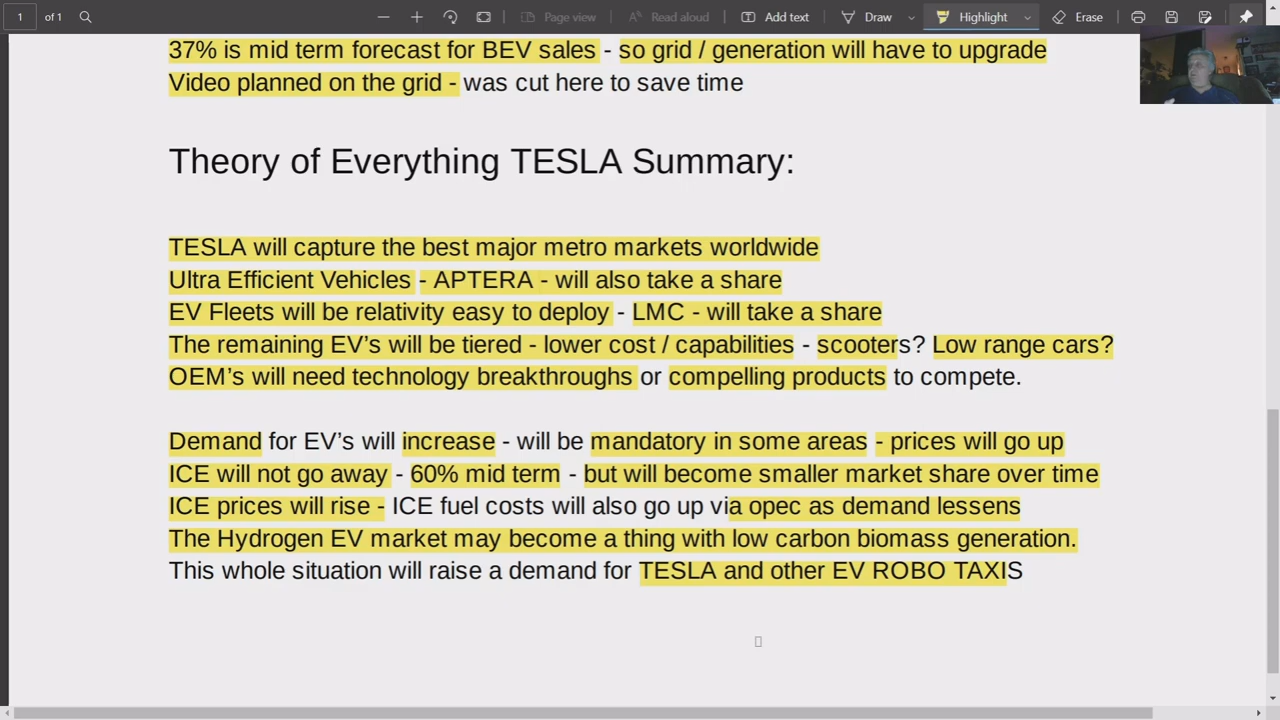 1 of 1
Page view
Read aloud
Add text
Draw
Highlight
Erase
37% is mid term forecast for BEV sales - so grid / generation will have to upgrade
Video planned on the grid - was cut here to save time
Theory of Everything TESLA Summary:
TESLA will capture the best major metro markets worldwide
Ultra Efficient Vehicles - APTERA - will also take a share
EV Fleets will be relativity easy to deploy - LMC - will take a share
The remaining EV’s will be tiered - lower cost / capabilities - scooters? Low range cars?
OEM’s will need technology breakthroughs or compelling products to compete.
Demand for EV’s will increase - will be mandatory in some areas - prices will go up
ICE will not go away - 60% mid term - but will become smaller market share over time
ICE prices will rise - ICE fuel costs will also go up via opec as demand lessens
The Hydrogen EV market may become a thing with low carbon biomass generation.
This whole situation will raise a demand for TESLA and other EV ROBO TAXIS